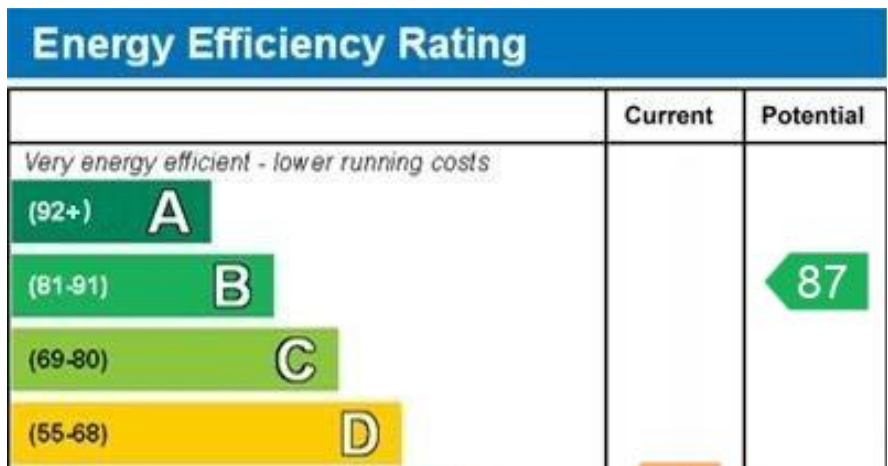 Energy Efficiency Rating
Current Potential
Very energy efficient - lower running costs
(92+) A
(81-91) B
87
(69-80) C
(55-68) D